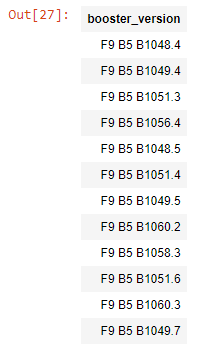 Out[27]:
booster_version
F9 B5 B1048.4
F9 B5 B1049.4
F9 B5 B1051.3
F9 B5 B1056.4
F9 B5 B1048.5
F9 B5 B1051.4
F9 B5 B1049.5
F9 B5 B1060.2
F9 B5 B1058.3
F9 B5 B1051.6
F9 B5 B1060.3
F9 B5 B1049.7